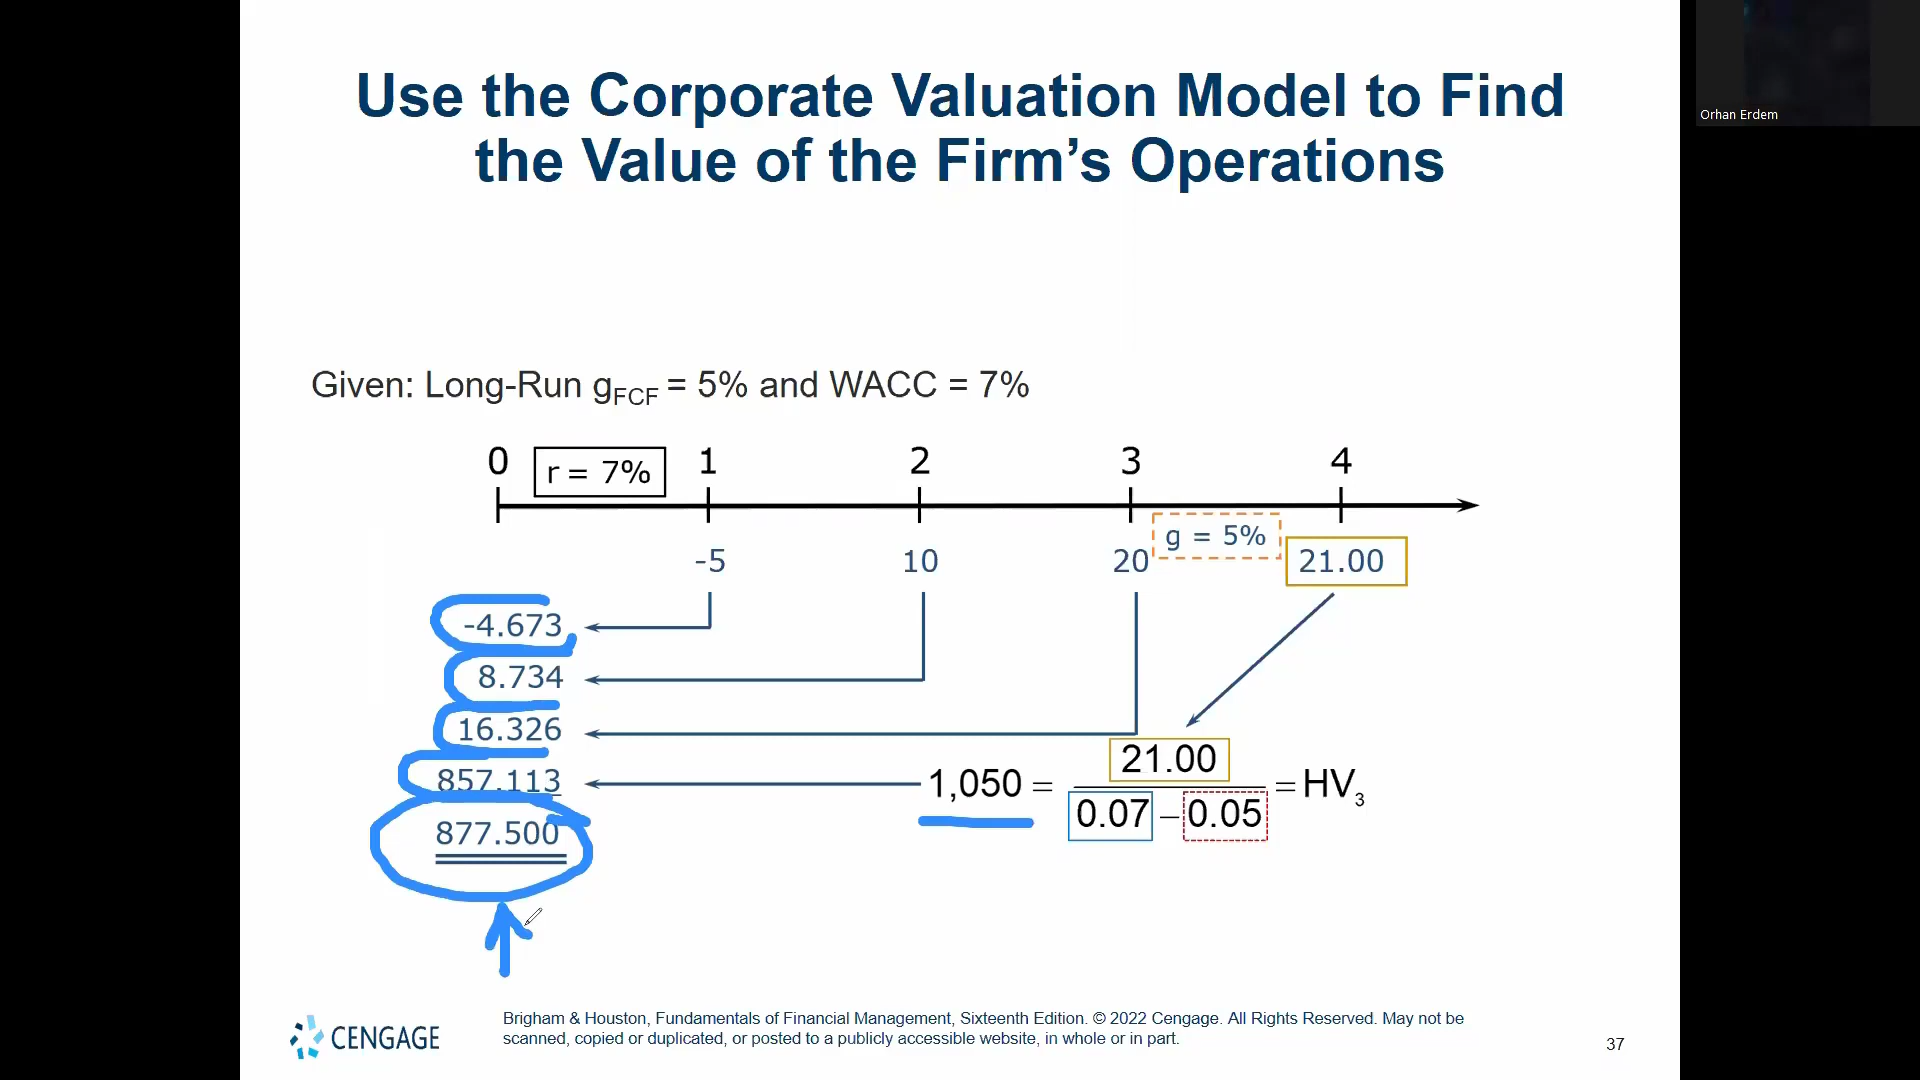 Use the Corporate Valuation Model to Find
the Value of the Firm’s Operations
Orhan Erdem
Given: Long-Run gFCF = 5% and WACC = 7%
0 r = 7% 1 2 3 4
-5 10 20 g = 5% 21.00
-4.673
8.734
16.326
857.113 1,050 = 21.00 / 0.07 – 0.05 = HV3
877.500
CENGAGE
Brigham & Houston, Fundamentals of Financial Management, Sixteenth Edition. © 2022 Cengage. All Rights Reserved. May not be
scanned, copied or duplicated, or posted to a publicly accessible website, in whole or in part.
37